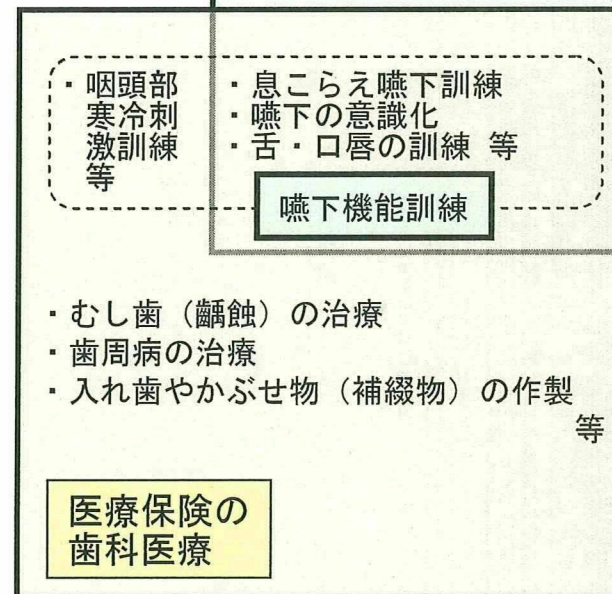 ・咽頭部
寒冷刺
激訓練
等
・息こらえ嚥下訓練
・嚥下の意識化
・舌・口唇の訓練 等
嚥下機能訓練
・むし歯（齲蝕）の治療
・歯周病の治療
・入れ歯やかぶせ物（補綴物）の作製
等
医療保険の
歯科医療